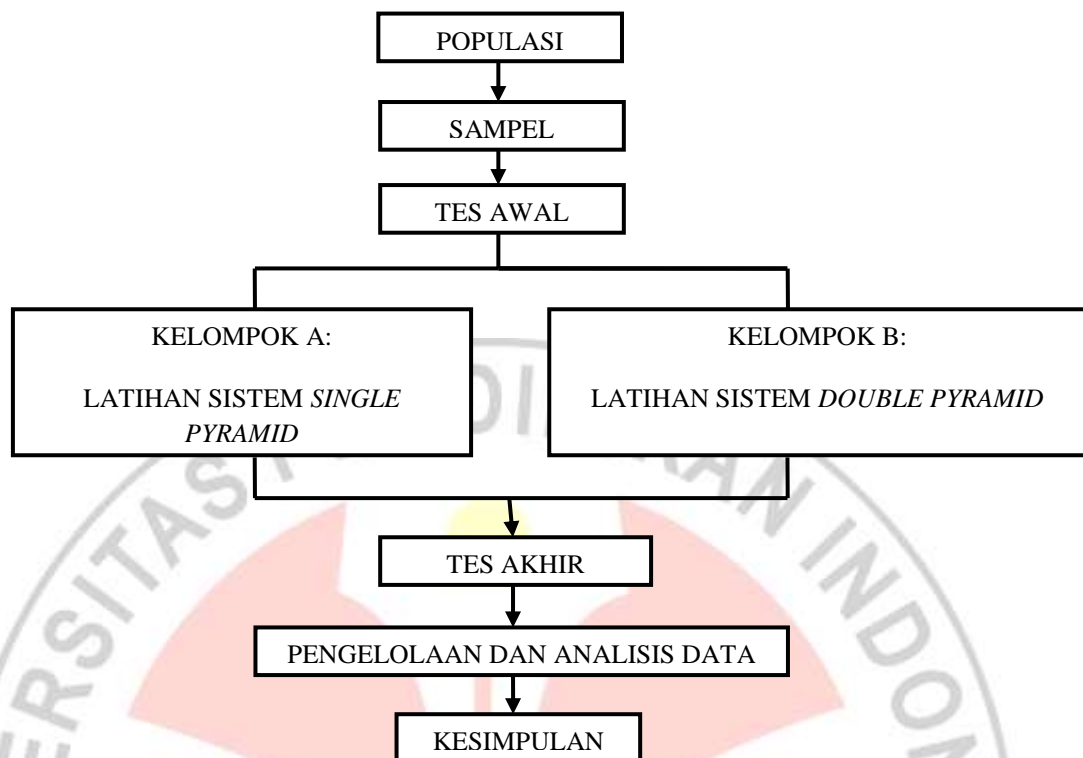 POPULASI
SAMPEL
TES AWAL
KELOMPOK A:
LATIHAN SISTEM SINGLE
PYRAMID
KELOMPOK B:
LATIHAN SISTEM DOUBLE PYRAMID
TES AKHIR
PENGELOLAAN DAN ANALISIS DATA
KESIMPULAN